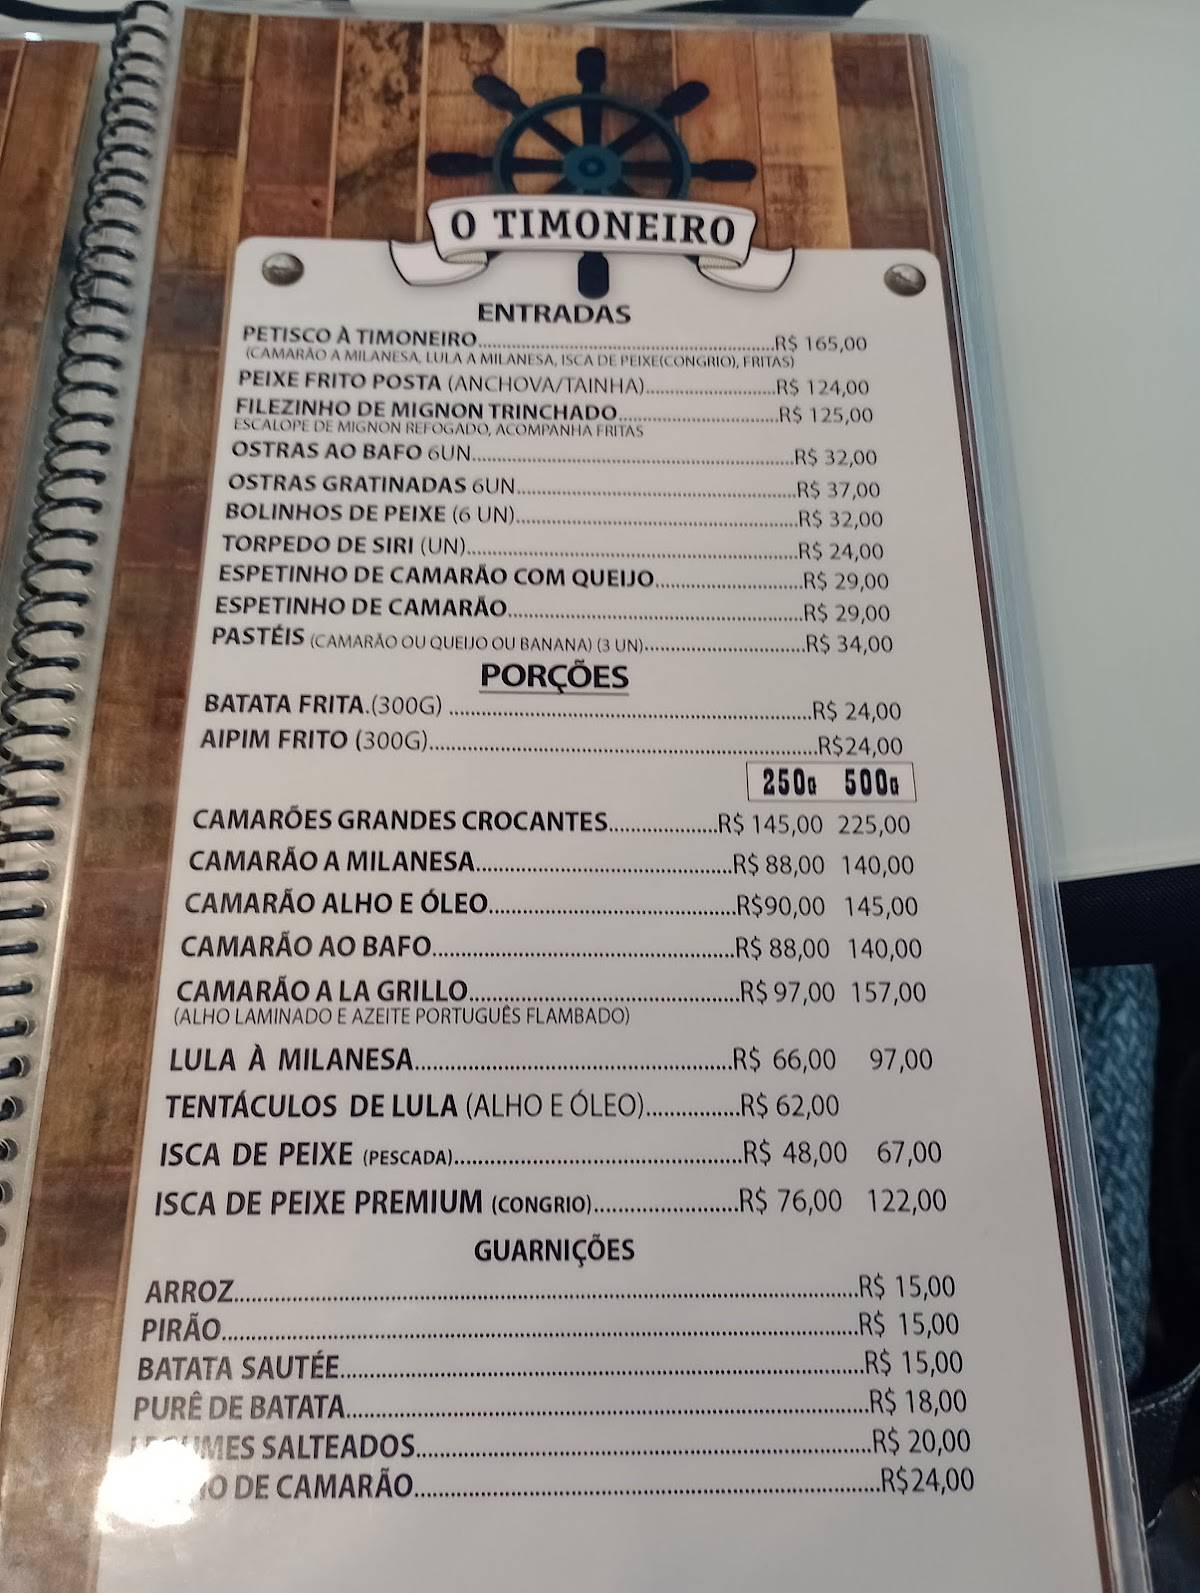 O TIMONEIRO
ENTRADAS
PETISCO À TIMONEIRO..........R$ 165,00
(CAMARÃO A MILANESA, LULA A MILANESA, ISCA DE PEIXE(CONGRIO), FRITAS)
PEIXE FRITO POSTA (ANCHOVA/TAINHA)..........R$ 124,00
FILEZINHO DE MIGNON TRINCHADO..........R$ 125,00
ESCALOPE DE MIGNON REFOGADO, ACOMPANHA FRITAS
OSTRAS AO BAFO 6UN..........R$ 32,00
OSTRAS GRATINADAS 6UN..........R$ 37,00
BOLINHOS DE PEIXE (6 UN)..........R$ 32,00
TORPEDO DE SIRI (UN)..........R$ 24,00
ESPETINHO DE CAMARÃO COM QUEIJO..........R$ 29,00
ESPETINHO DE CAMARÃO..........R$ 29,00
PASTÉIS (CAMARÃO OU QUEIJO OU BANANA) (3 UN)..........R$ 34,00
PORÇÕES
BATATA FRITA.(300G) ..........R$ 24,00
AIPIM FRITO (300G)..........R$24,00
250g 500g
CAMARÕES GRANDES CROCANTES..........R$ 145,00 225,00
CAMARÃO A MILANESA..........R$ 88,00 140,00
CAMARÃO ALHO E ÓLEO..........R$90,00 145,00
CAMARÃO AO BAFO..........R$ 88,00 140,00
CAMARÃO A LA GRILLO..........R$ 97,00 157,00
(ALHO LAMINADO E AZEITE PORTUGUÊS FLAMBADO)
LULA À MILANESA..........R$ 66,00 97,00
TENTÁCULOS DE LULA (ALHO E ÓLEO)..........R$ 62,00
ISCA DE PEIXE (PESCADA)..........R$ 48,00 67,00
ISCA DE PEIXE PREMIUM (CONGRIO)..........R$ 76,00 122,00
GUARNIÇÕES
ARROZ..........R$ 15,00
PIRÃO..........R$ 15,00
BATATA SAUTÉE..........R$ 15,00
PURÊ DE BATATA..........R$ 18,00
LEGUMES SALTEADOS..........R$ 20,00
DE CAMARÃO..........R$24,00